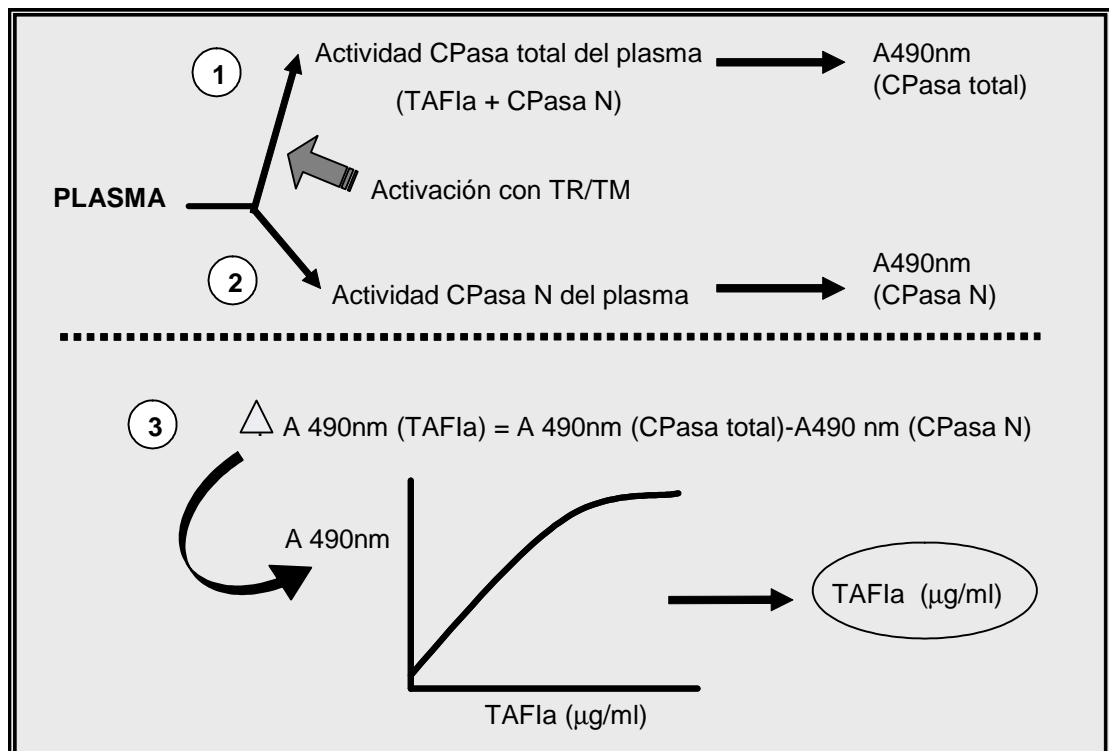 1
Actividad CPasa total del plasma
(TAFIa + CPasa N)
A490nm
(CPasa total)
Activación con TR/TM
PLASMA
2
Actividad CPasa N del plasma
A490nm
(CPasa N)
3
△ A 490nm (TAFIa) = A 490nm (CPasa total)-A490 nm (CPasa N)
A 490nm
TAFIa (μg/ml)
TAFIa (μg/ml)